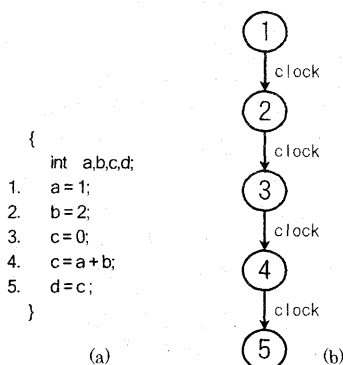 {
int a,b,c,d;
1. a = 1;
2. b = 2;
3. c = 0;
4. c = a + b;
5. d = c ;
}
(a)
1
clock
2
clock
3
clock
4
clock
5
(b)